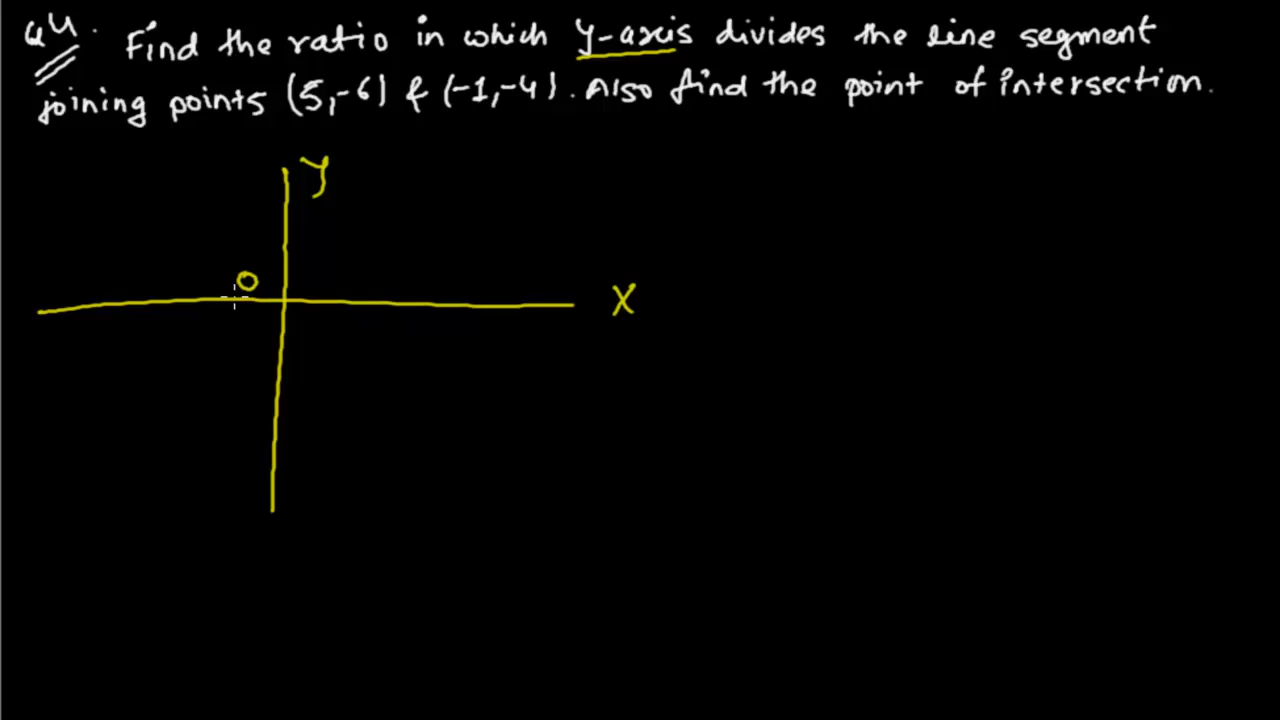 Q4. Find the ratio in which y-axis divides the line segment
joining points (5,-6) & (-1,-4). Also find the point of intersection.
Y
O
X